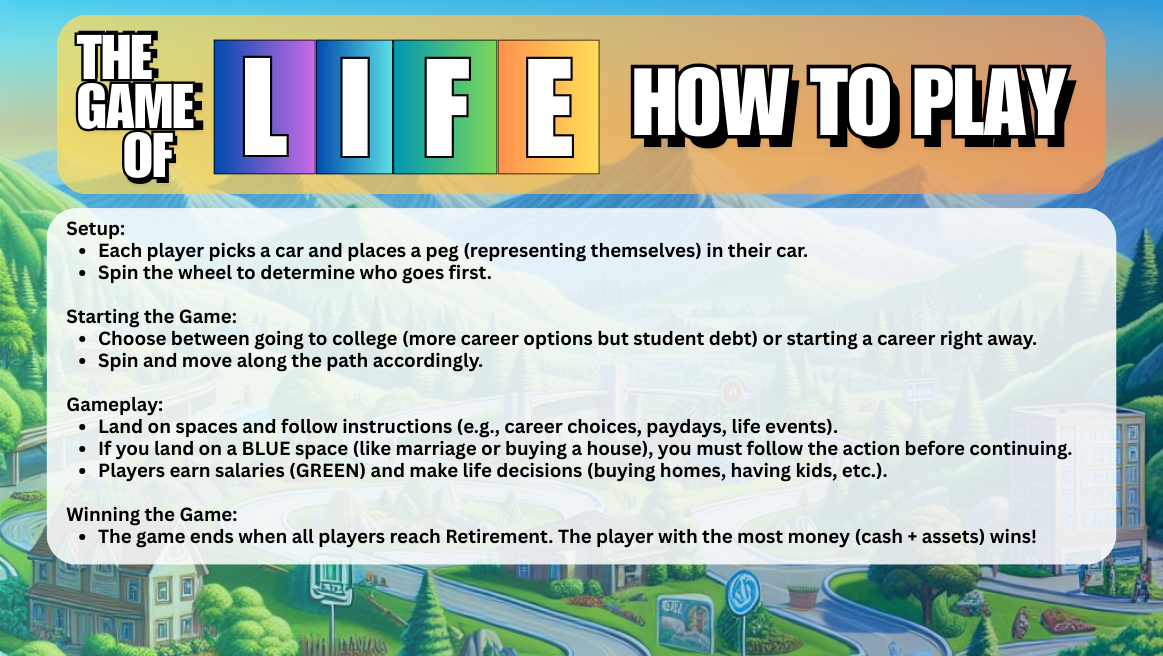 THE
GAME
OF
LIFE
HOW TO PLAY
Setup:
• Each player picks a car and places a peg (representing themselves) in their car.
• Spin the wheel to determine who goes first.
Starting the Game:
• Choose between going to college (more career options but student debt) or starting a career right away.
• Spin and move along the path accordingly.
Gameplay:
• Land on spaces and follow instructions (e.g., career choices, paydays, life events).
• If you land on a BLUE space (like marriage or buying a house), you must follow the action before continuing.
• Players earn salaries (GREEN) and make life decisions (buying homes, having kids, etc.).
Winning the Game:
• The game ends when all players reach Retirement. The player with the most money (cash + assets) wins!